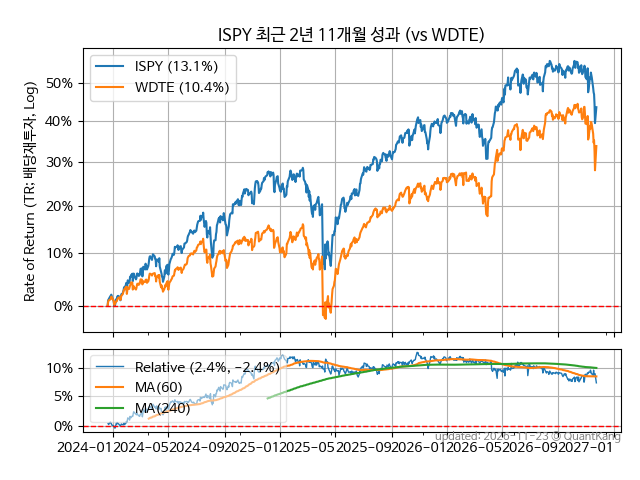 ISPY 최근 2년 11개월 성과 (vs WDTE)
Rate of Return (TR: 배당재투자, Log)
50%
40%
30%
20%
10%
0%
ISPY (13.1%)
WDTE (10.4%)
10%
5%
0%
Relative (2.4%, -2.4%)
MA(60)
MA(240)
2024-01 2024-05 2024-09 2025-01 2025-05 2025-09 2026-01 2026-05 2026-09 2027-01
updated: 2026-11-23 © QuantKang